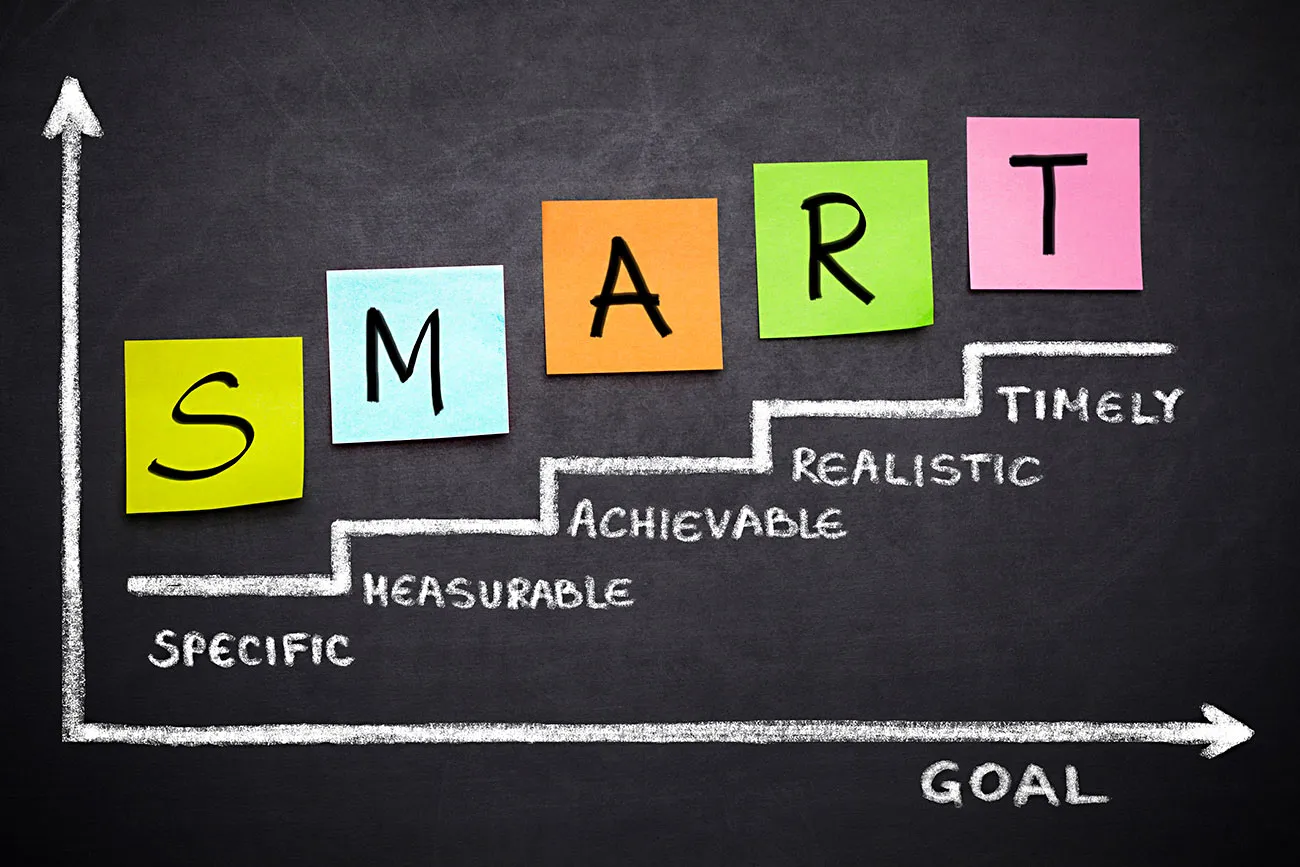 S M A R T
SPECIFIC
MEASURABLE
ACHIEVABLE
REALISTIC
TIMELY
GOAL